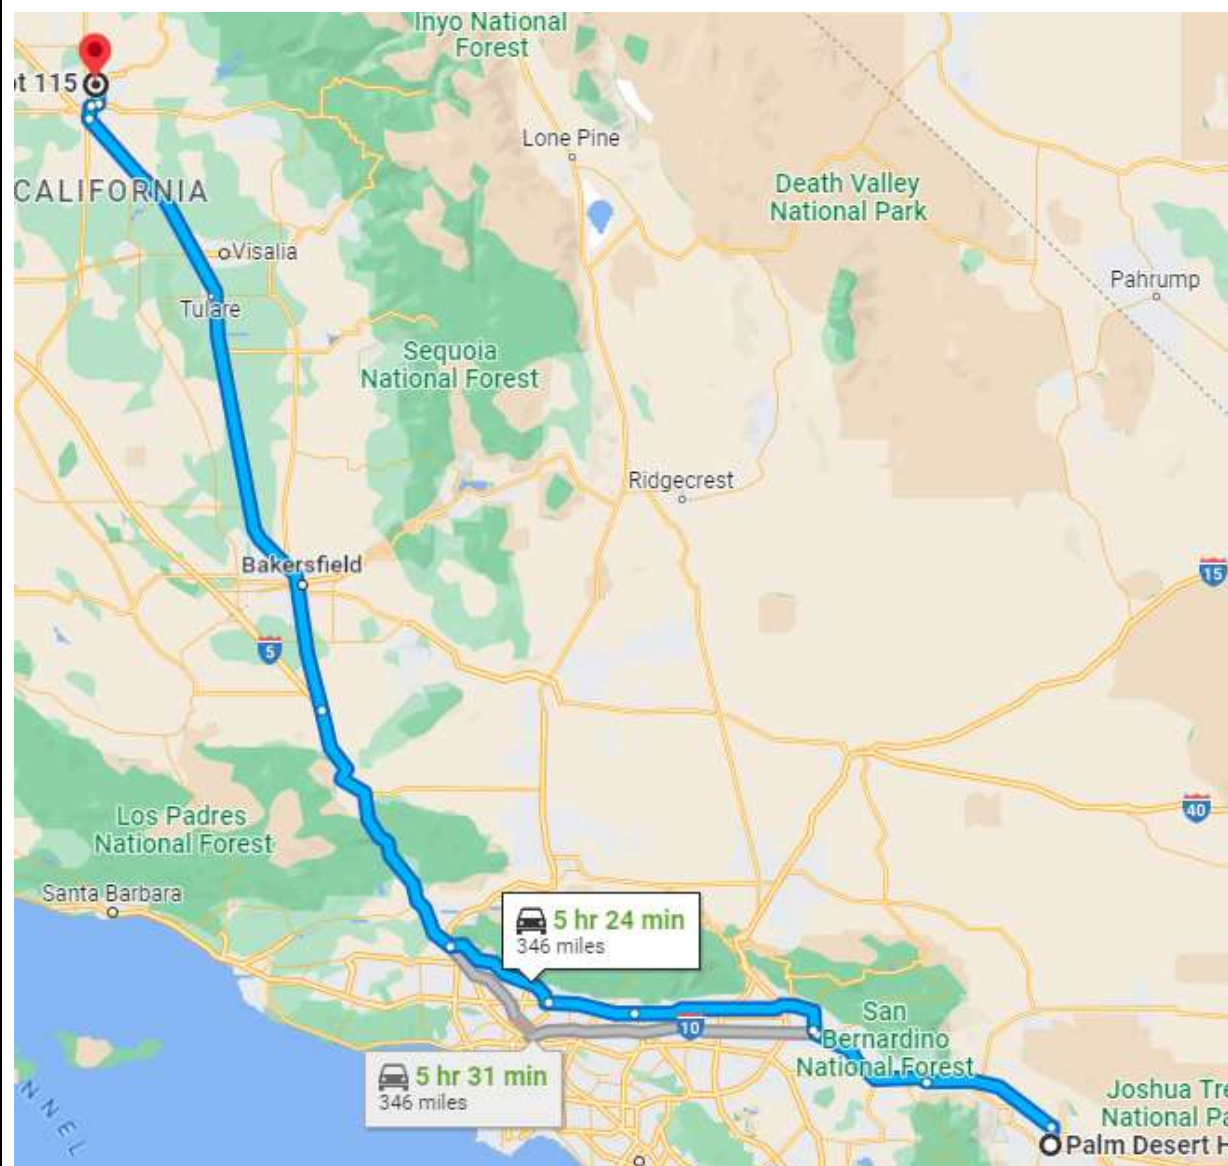 Inyo National
Forest
ot 115
Lone Pine
CALIFORNIA
Death Valley
National Park
Visalia
Pahrump
Tulare
Sequoia
National Forest
Ridgecrest
Bakersfield
15
5
40
Los Padres
National Forest
Santa Barbara
5 hr 24 min
346 miles
San
Bernardino
National Forest
10
5 hr 31 min
346 miles
Joshua Tre
National Pa
NNEL
Palm Desert H